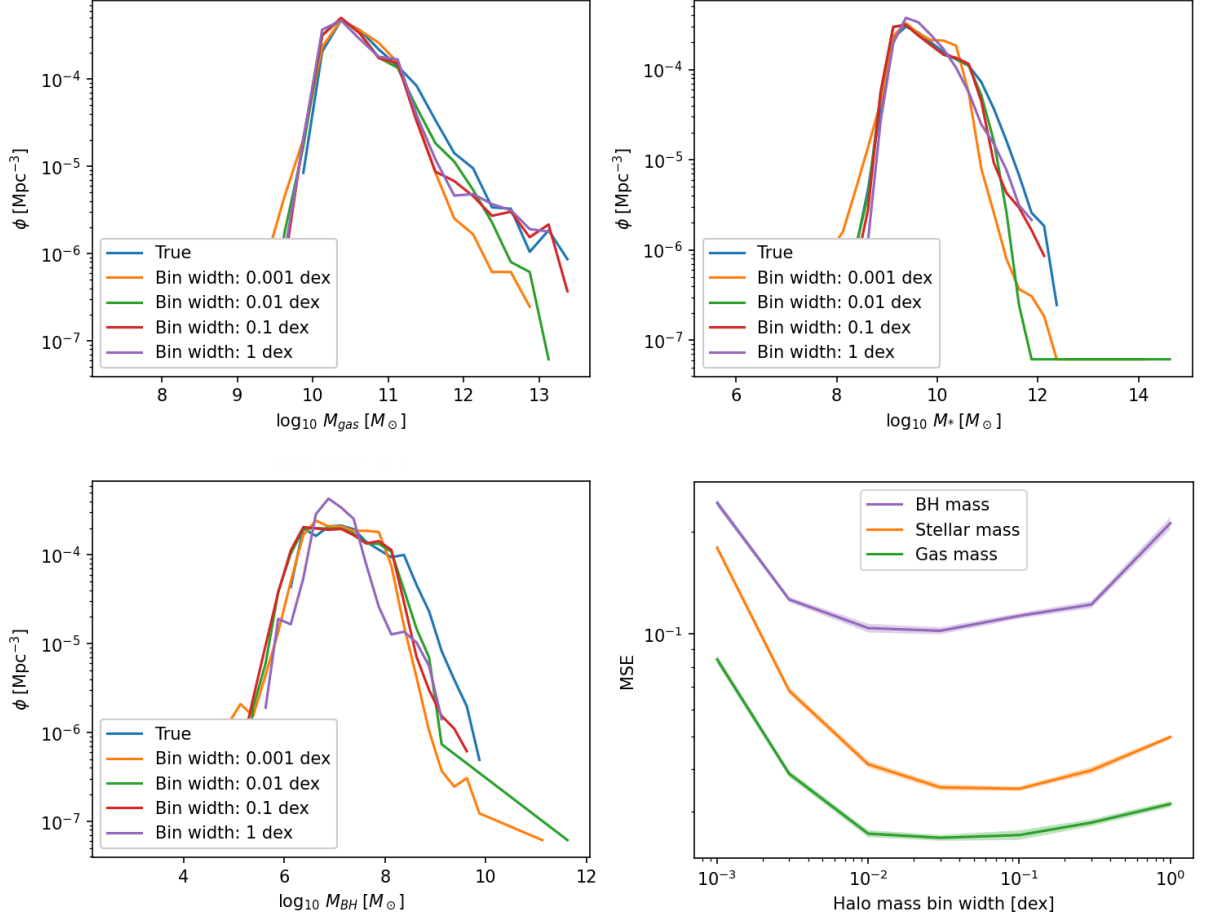 10⁻⁴
10⁻⁵
10⁻⁶
10⁻⁷
ϕ [Mpc⁻³]
True
Bin width: 0.001 dex
Bin width: 0.01 dex
Bin width: 0.1 dex
Bin width: 1 dex
8 9 10 11 12 13
log₁₀ M_gas [M_⊙]
10⁻⁴
10⁻⁵
10⁻⁶
10⁻⁷
ϕ [Mpc⁻³]
True
Bin width: 0.001 dex
Bin width: 0.01 dex
Bin width: 0.1 dex
Bin width: 1 dex
6 8 10 12 14
log₁₀ M_* [M_⊙]
10⁻⁴
10⁻⁵
10⁻⁶
10⁻⁷
ϕ [Mpc⁻³]
True
Bin width: 0.001 dex
Bin width: 0.01 dex
Bin width: 0.1 dex
Bin width: 1 dex
4 6 8 10 12
log₁₀ M_BH [M_⊙]
BH mass
Stellar mass
Gas mass
10⁻¹
MSE
10⁻³ 10⁻² 10⁻¹ 10⁰
Halo mass bin width [dex]